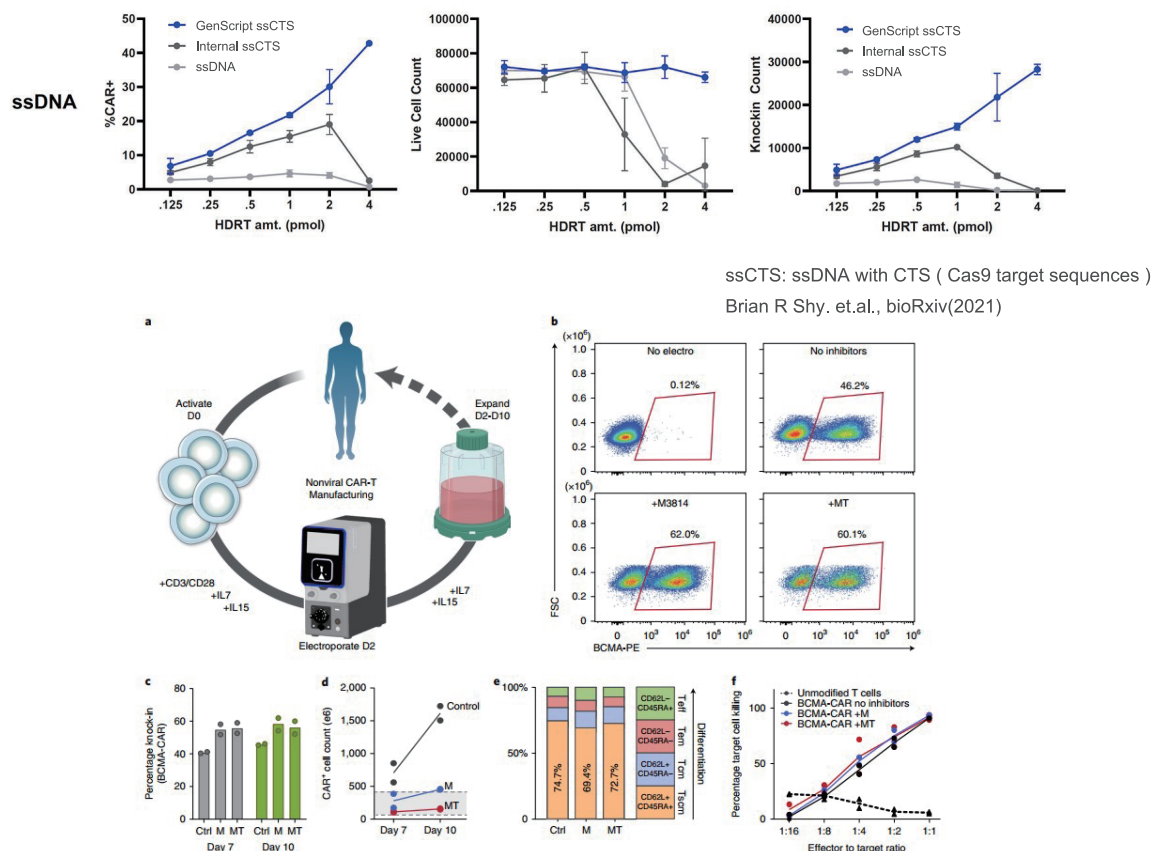 ssDNA
50
40
30
20
10
0
%CAR+
GenScript ssCTS
Internal ssCTS
ssDNA
.125 .25 .5 1 2 4
HDRT amt. (pmol)
100000
80000
60000
40000
20000
0
Live Cell Count
GenScript ssCTS
Internal ssCTS
ssDNA
.125 .25 .5 1 2 4
HDRT amt. (pmol)
40000
30000
20000
10000
0
Knockin Count
GenScript ssCTS
Internal ssCTS
ssDNA
.125 .25 .5 1 2 4
HDRT amt. (pmol)
ssCTS: ssDNA with CTS ( Cas9 target sequences )
Brian R Shy. et.al., bioRxiv(2021)
a
Activate
D0
Expand
D2-D10
Nonviral CAR-T
Manufacturing
+CD3/CD28
+IL7
+IL15
+IL7
+IL15
Electroporate D2
b
(×10⁶)
1.0
0.8
0.6
0.4
0.2
0
No electro
0.12%
No inhibitors
46.2%
(×10⁶)
1.0
0.8
0.6
0.4
0.2
0
+M3814
62.0%
+MT
60.1%
FSC
0 10³ 10⁴ 10⁵ 10⁶
0 10³ 10⁴ 10⁵ 10⁶
BCMA-PE
c
Percentage knock-in
(BCMA-CAR)
80
60
40
20
0
Ctrl M MT Ctrl M MT
Day 7 Day 10
d
CAR⁺ cell count (e6)
2,000
1,500
1,000
500
0
Control
M
MT
Day 7 Day 10
e
100%
50%
0
74.7%
69.4%
72.7%
Ctrl M MT
CD62L−
CD45RA+
CD62L−
CD45RA−
CD62L+
CD45RA−
CD62L+
CD45RA+
Teff
Tem
Tcm
Tscm
Differentiation
f
Unmodified T cells
BCMA-CAR no inhibitors
BCMA-CAR +M
BCMA-CAR +MT
Percentage target cell killing
100
50
0
1:16 1:8 1:4 1:2 1:1
Effector to target ratio